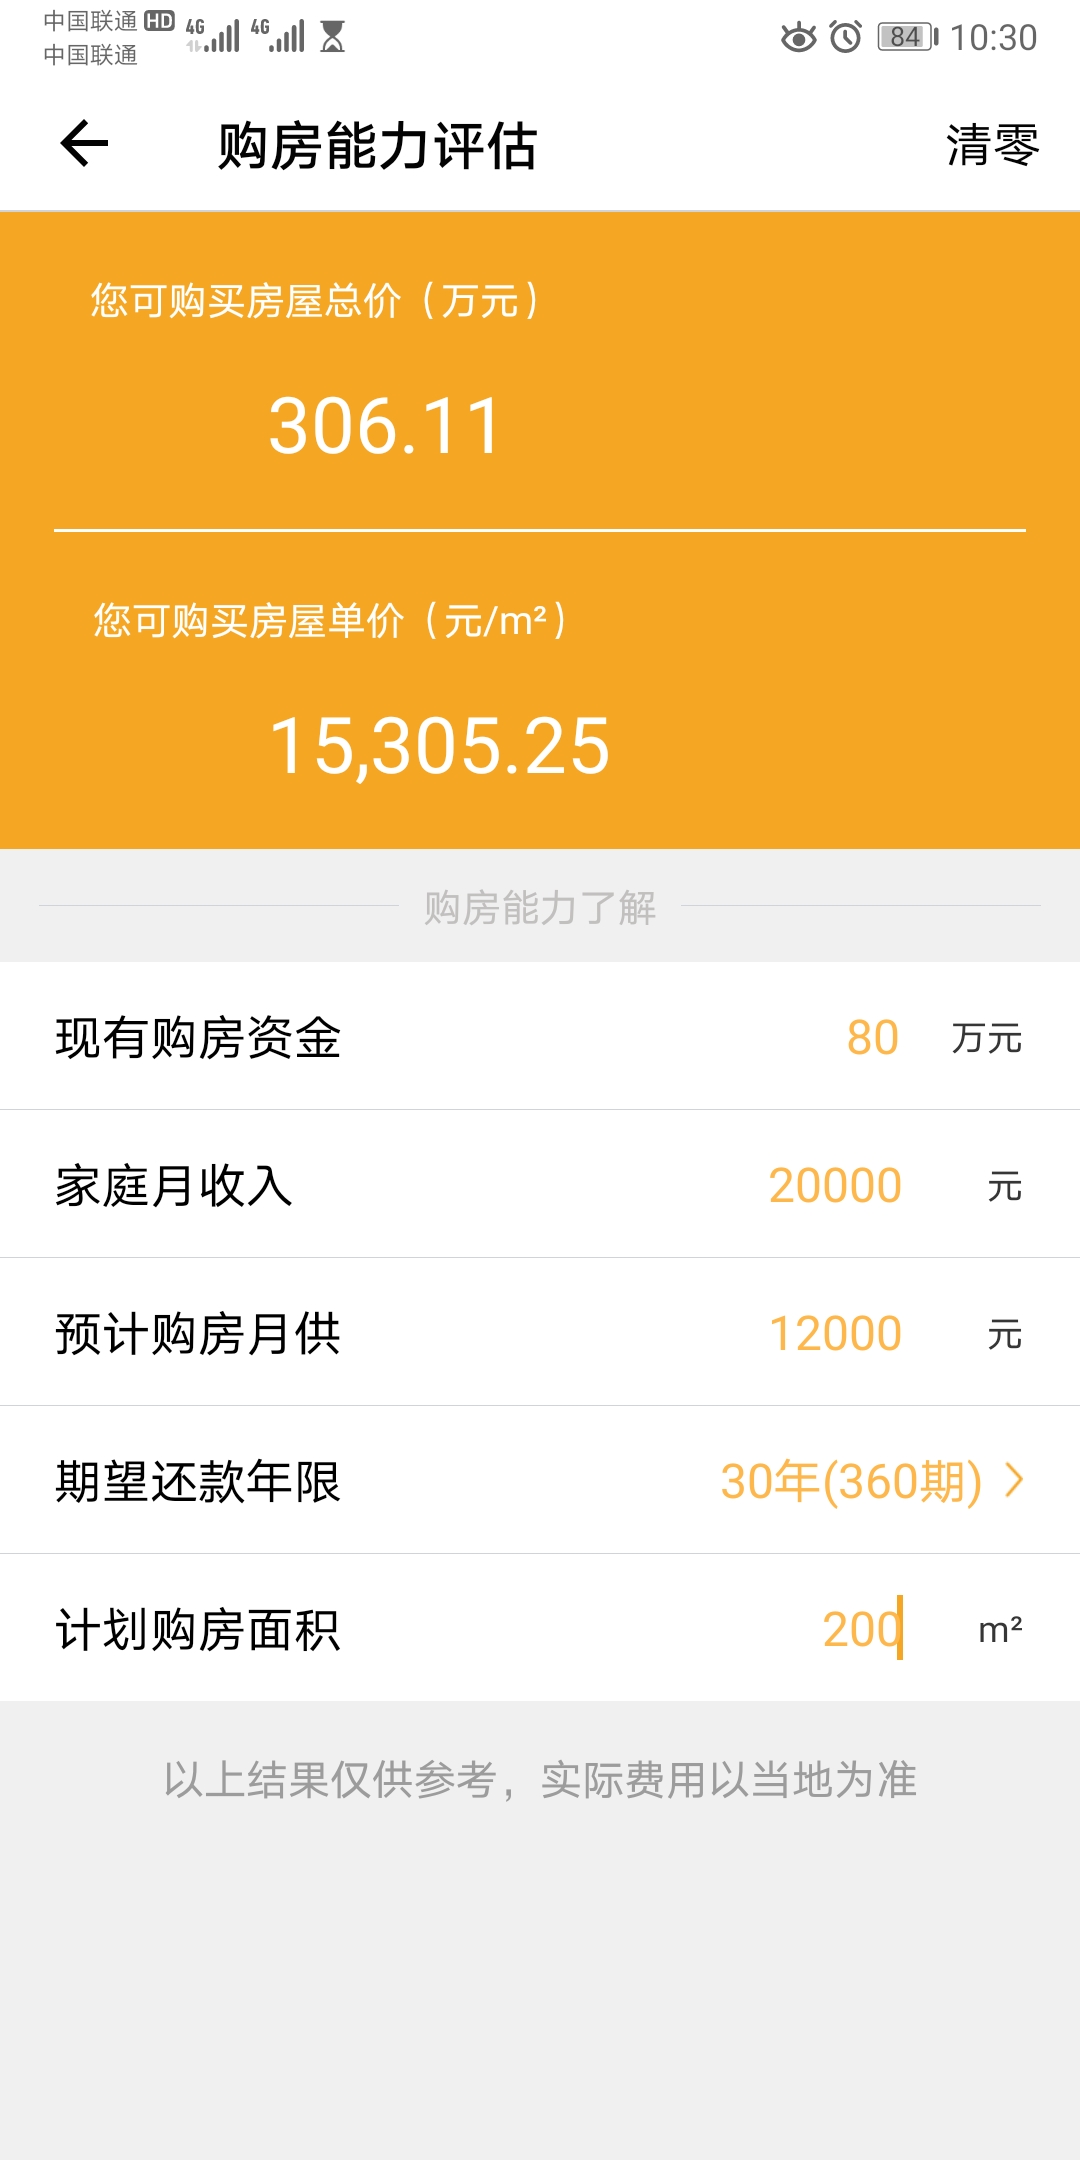 中国联通 HD 4G 4G 84 10:30
中国联通
购房能力评估 清零
您可购买房屋总价（万元）
306.11
您可购买房屋单价（元/m²）
15,305.25
购房能力了解
现有购房资金 80 万元
家庭月收入 20000 元
预计购房月供 12000 元
期望还款年限 30年(360期)
计划购房面积 200 m²
以上结果仅供参考，实际费用以当地为准